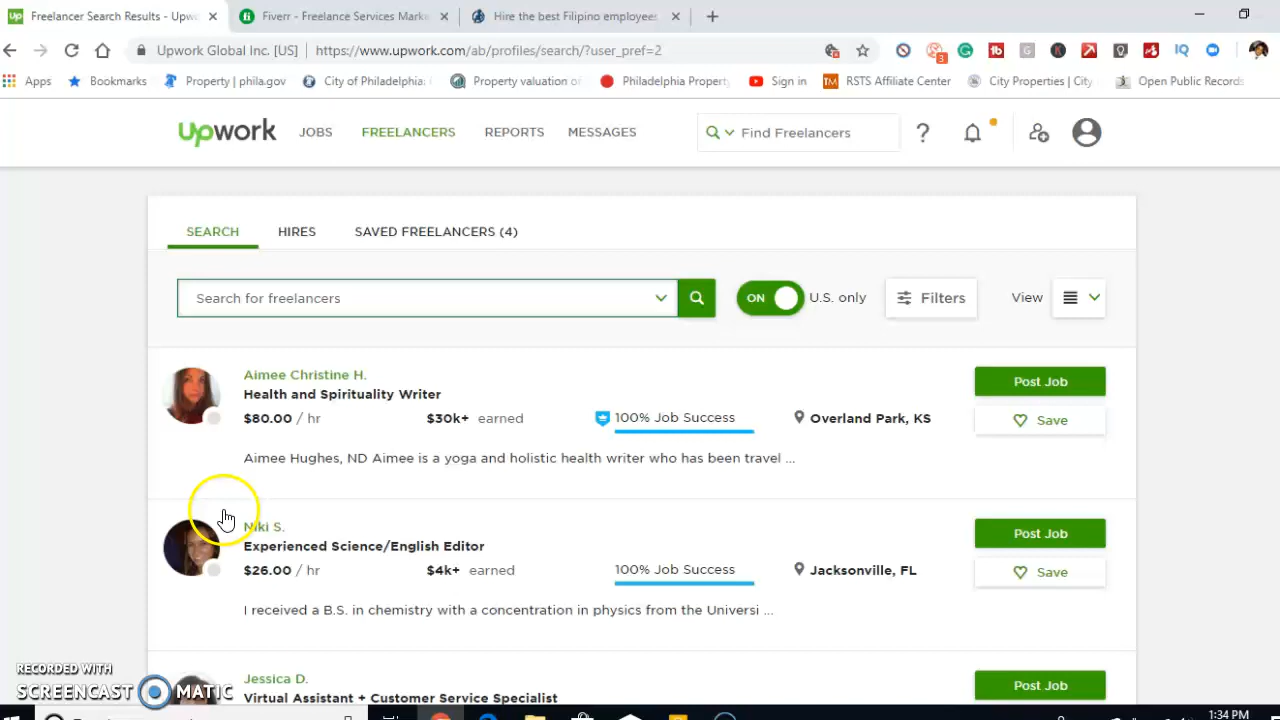 Freelancer Search Results - Upwo
Fiverr - Freelance Services Marke
Hire the best Filipino employees
Upwork Global Inc. [US]
https://www.upwork.com/ab/profiles/search/?user_pref=2
3
IQ
Apps
Bookmarks
Property | phila.gov
City of Philadelphia:
Property valuation o
Philadelphia Property
Sign in
RSTS Affiliate Center
City Properties | City
Open Public Records
upwork
JOBS
FREELANCERS
REPORTS
MESSAGES
Find Freelancers
SEARCH
HIRES
SAVED FREELANCERS (4)
Search for freelancers
ON
U.S. only
Filters
View
Aimee Christine H.
Health and Spirituality Writer
$80.00 / hr
$30k+ earned
100% Job Success
Overland Park, KS
Post Job
Save
Aimee Hughes, ND Aimee is a yoga and holistic health writer who has been travel ...
Niki S.
Experienced Science/English Editor
$26.00 / hr
$4k+ earned
100% Job Success
Jacksonville, FL
Post Job
Save
I received a B.S. in chemistry with a concentration in physics from the Universi ...
Jessica D.
Virtual Assistant + Customer Service Specialist
Post Job
RECORDED WITH
SCREENCAST MATIC
1:34 PM